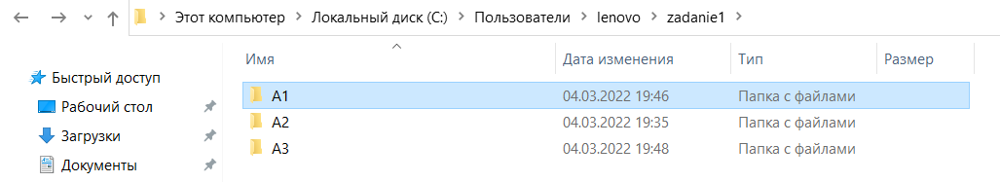 Этот компьютер > Локальный диск (C:) > Пользователи > lenovo > zadanie1 >
Имя Дата изменения Тип Размер
Быстрый доступ
Рабочий стол
Загрузки
Документы
A1 04.03.2022 19:46 Папка с файлами
A2 04.03.2022 19:35 Папка с файлами
A3 04.03.2022 19:48 Папка с файлами